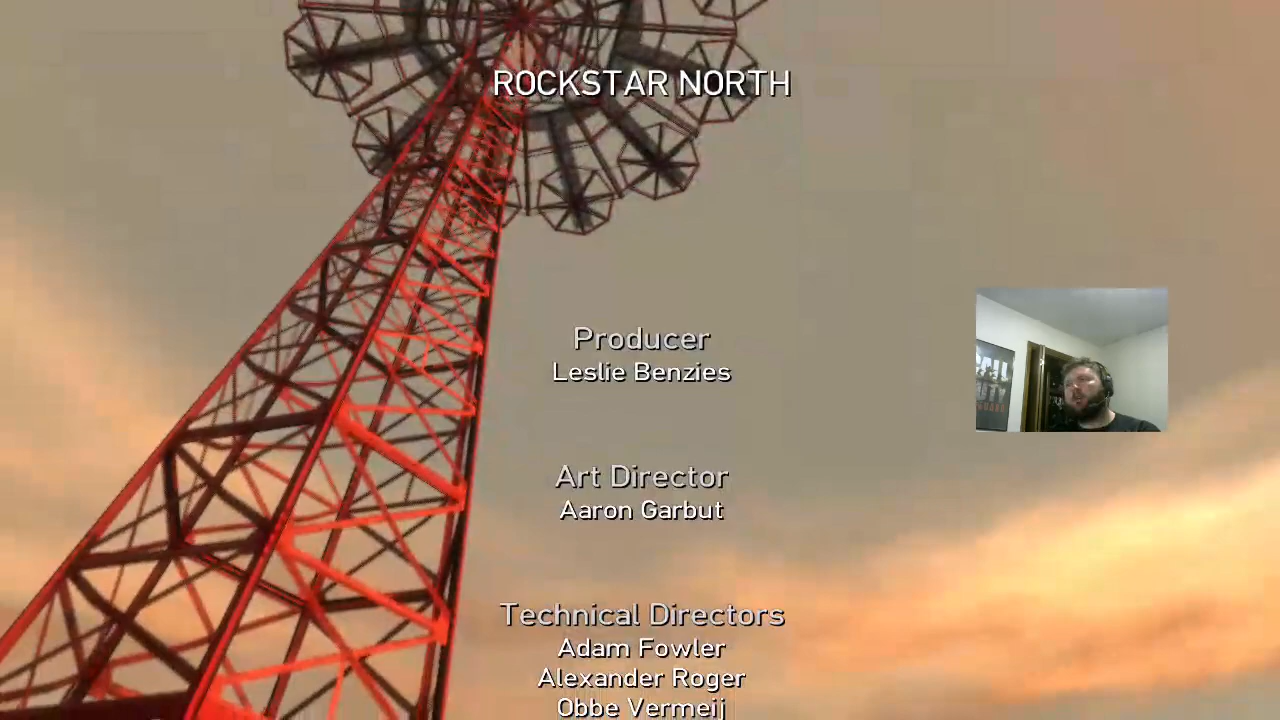 ROCKSTAR NORTH
Producer
Leslie Benzies
Art Director
Aaron Garbut
Technical Directors
Adam Fowler
Alexander Roger
Obbe Vermeij